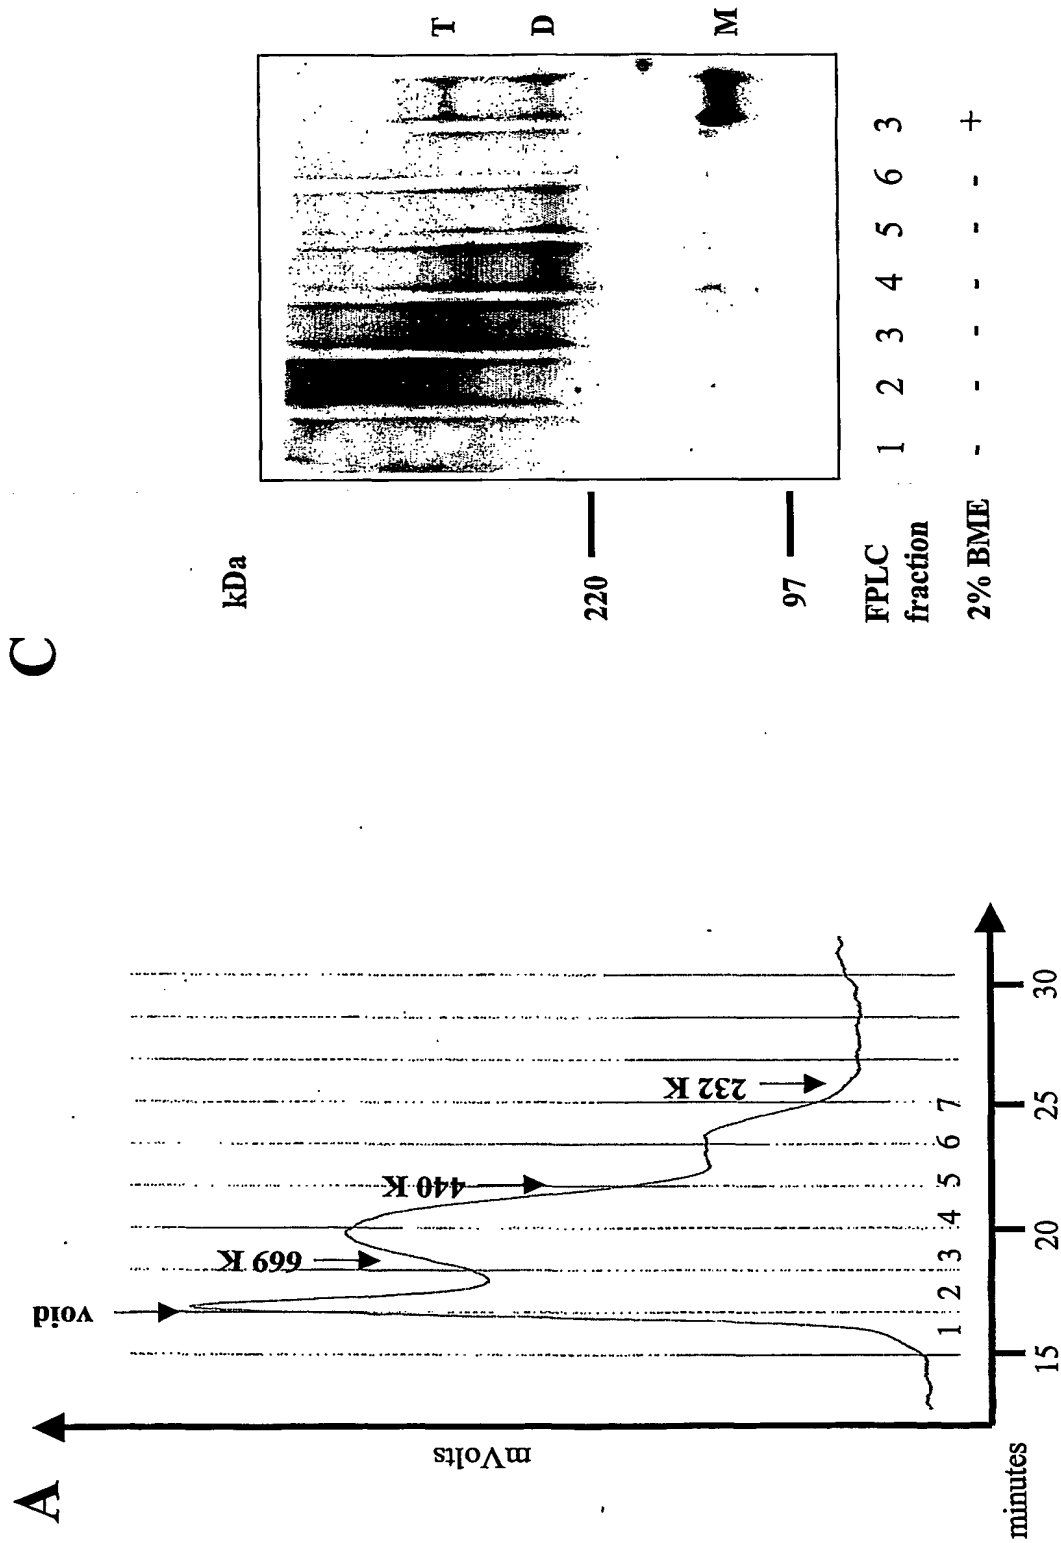 A
mVolts
void
669 K
440 K
232 K
1 2 3 4 5 6 7
15 20 25 30
minutes
C
kDa
220
97
T
D
M
FPLC fraction
1 2 3 4 5 6 3
2% BME
- - - - - - +